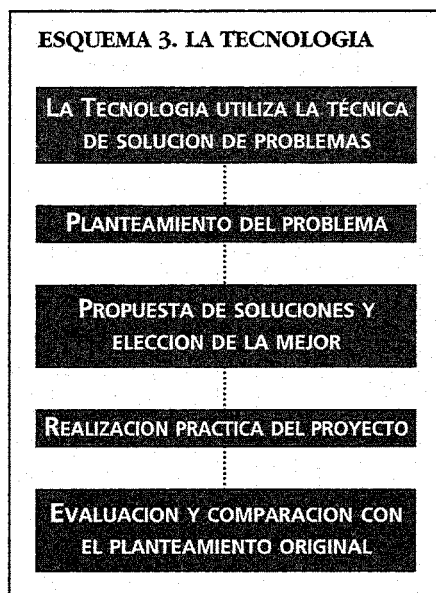 ESQUEMA 3. LA TECNOLOGIA
LA TECNOLOGIA UTILIZA LA TÉCNICA
DE SOLUCION DE PROBLEMAS
PLANTEAMIENTO DEL PROBLEMA
PROPUESTA DE SOLUCIONES Y
ELECCION DE LA MEJOR
REALIZACION PRACTICA DEL PROYECTO
EVALUACION Y COMPARACION CON
EL PLANTEAMIENTO ORIGINAL